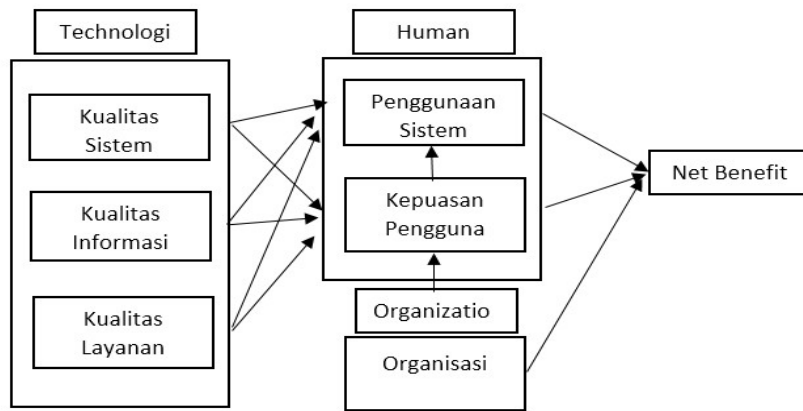 Technologi
Kualitas
Sistem
Kualitas
Informasi
Kualitas
Layanan
Human
Penggunaan
Sistem
Kepuasan
Pengguna
Organizatio
Organisasi
Net Benefit